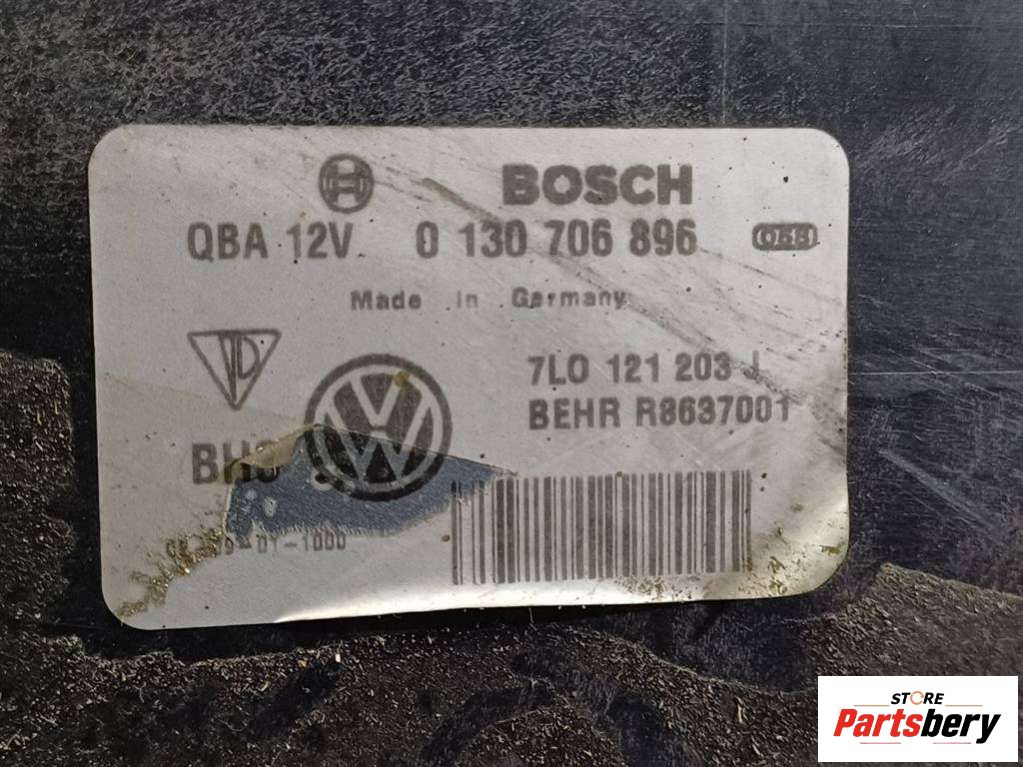 BOSCH
QBA 12V 0 130 706 896
Made in Germany
7L0 121 203 J
BEHR R8637001
STORE
Partsbery